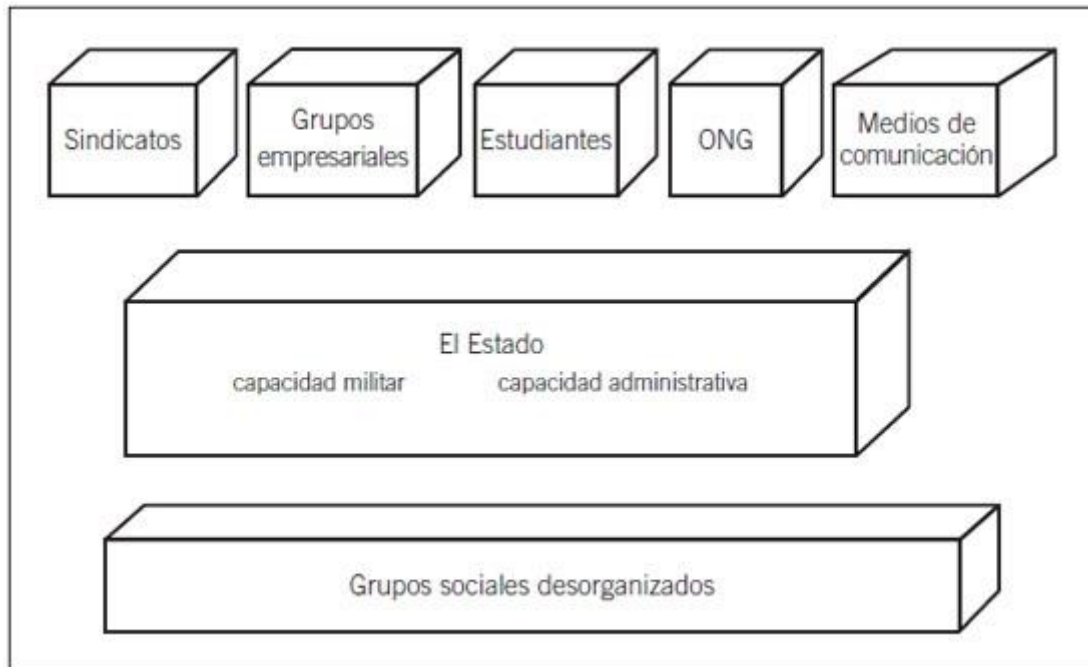 Sindicatos
Grupos
empresariales
Estudiantes
ONG
Medios de
comunicación
El Estado
capacidad militar capacidad administrativa
Grupos sociales desorganizados